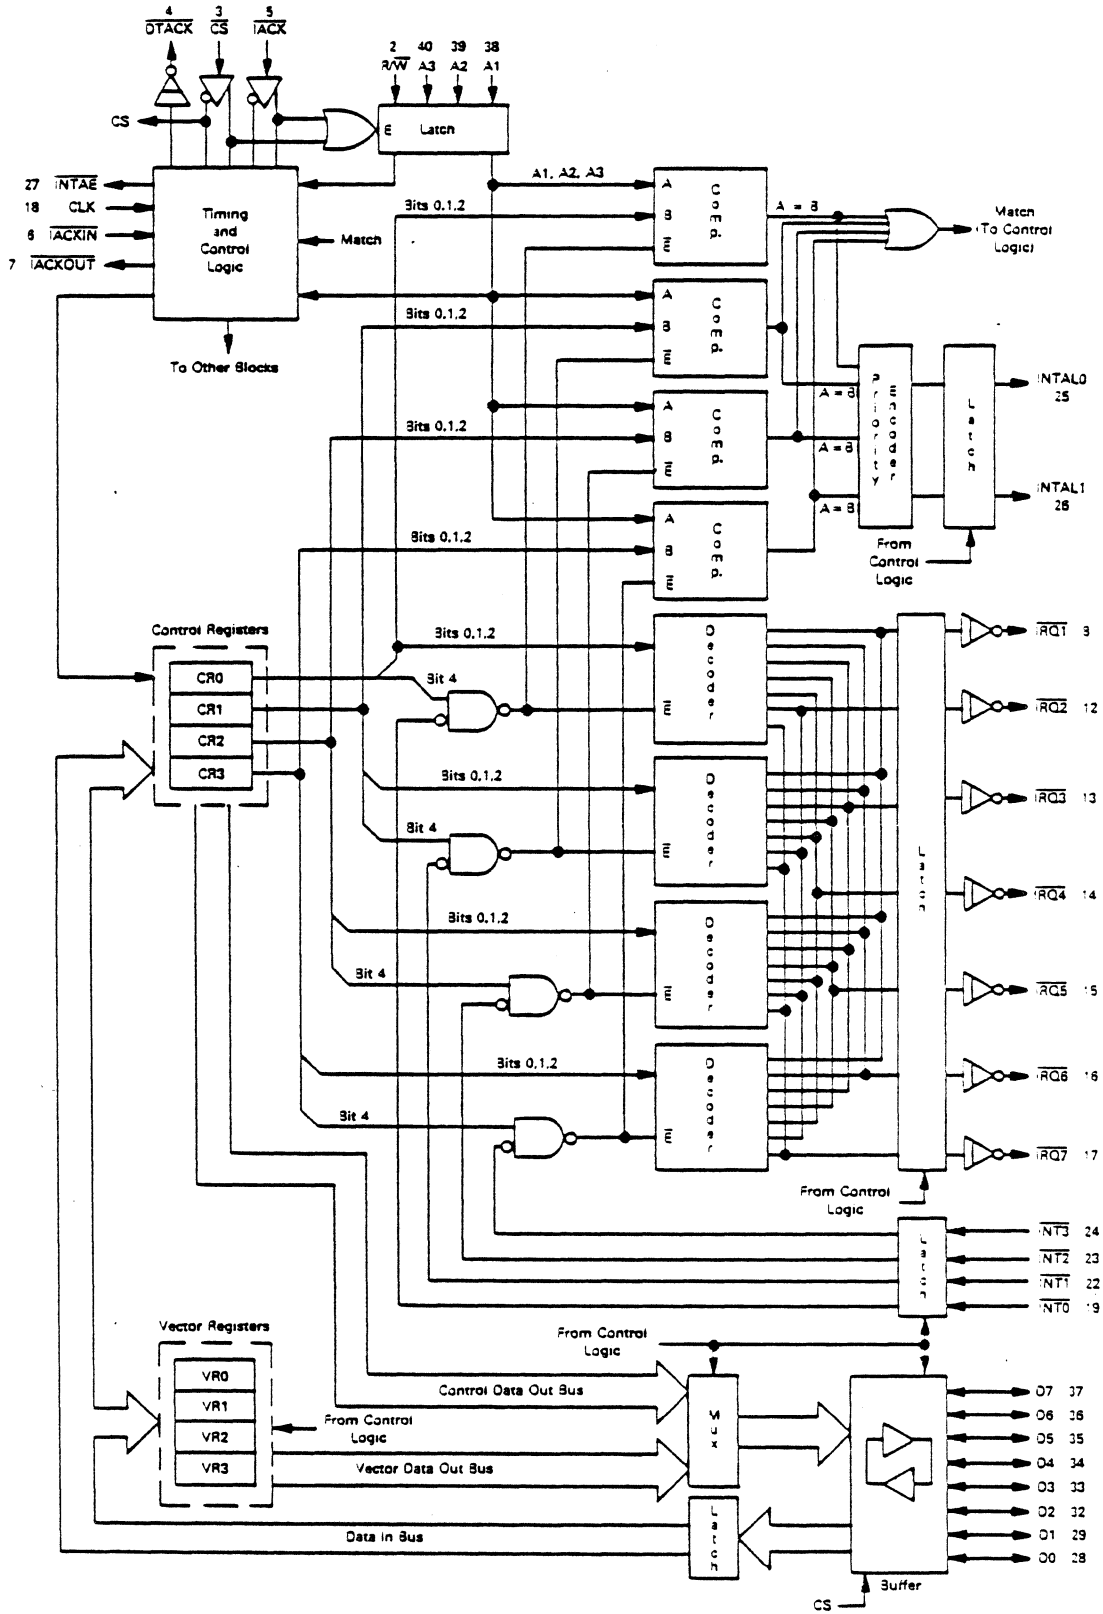 4 3 5
DTACK CS IACK
2 40 39 38
R/W A3 A2 A1
CS
E Latch
27 INTAE
18 CLK
6 IACKIN
7 IACKOUT
Timing
and
Control
Logic
Match
To Other Blocks
A1, A2, A3
Bits 0,1,2
A
B
E
Comp.
A = B
Match
(To Control
Logic)
Bits 0,1,2
A
B
E
Comp.
A = B
Bits 0,1,2
A
B
E
Comp.
A = B
Bits 0,1,2
A
B
E
Comp.
A = B
Priority
Encoder
Latch
INTAL0
25
INTAL1
26
From
Control
Logic
Control Registers
CR0
CR1
CR2
CR3
Bits 0,1,2
Bit 4
E
Decoder
Bits 0,1,2
Bit 4
E
Decoder
Bits 0,1,2
Bit 4
E
Decoder
Bits 0,1,2
Bit 4
E
Decoder
Latch
IRQ1 8
IRQ2 12
IRQ3 13
IRQ4 14
IRQ5 15
IRQ6 16
IRQ7 17
From Control
Logic
Latch
INT3 24
INT2 23
INT1 22
INT0 19
From Control
Logic
Vector Registers
VR0
VR1
VR2
VR3
From Control
Logic
Control Data Out Bus
Vector Data Out Bus
Data In Bus
Mux
Latch
D7 37
D6 36
D5 35
D4 34
D3 33
D2 32
D1 29
D0 28
Buffer
CS